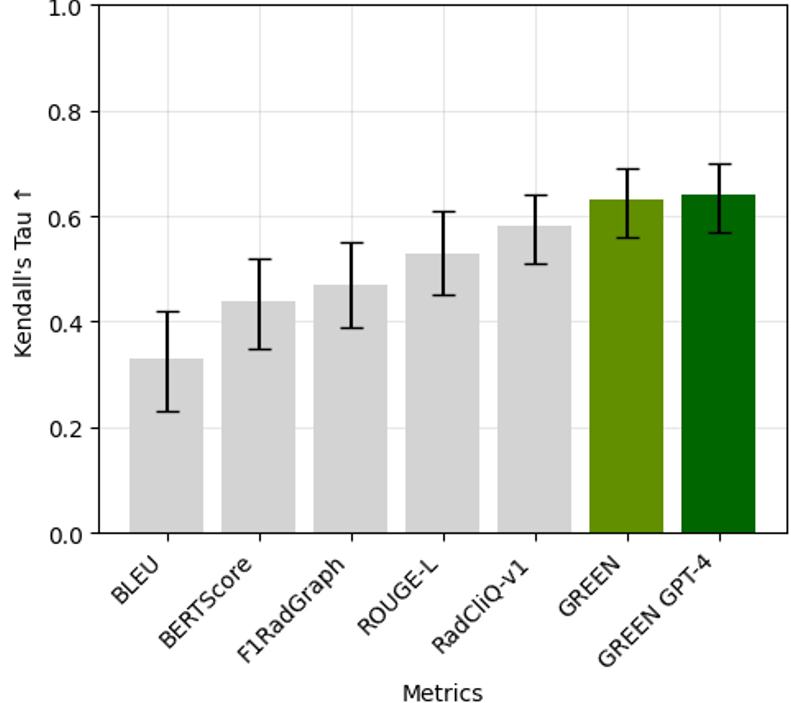 1.0
0.8
0.6
0.4
0.2
0.0
Kendall's Tau ↑
BLEU
BERTScore
F1RadGraph
ROUGE-L
RadCliQ-v1
GREEN
GREEN GPT-4
Metrics